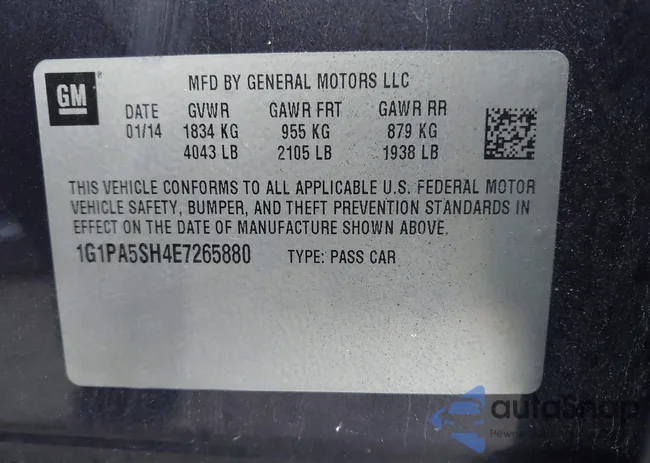 GM
MFD BY GENERAL MOTORS LLC
DATE GVWR GAWR FRT GAWR RR
01/14 1834 KG 955 KG 879 KG
4043 LB 2105 LB 1938 LB
THIS VEHICLE CONFORMS TO ALL APPLICABLE U.S. FEDERAL MOTOR
VEHICLE SAFETY, BUMPER, AND THEFT PREVENTION STANDARDS IN
EFFECT ON THE DATE OF MANUFACTURE SHOWN ABOVE.
1G1PA5SH4E7265880 TYPE: PASS CAR
autoSnap